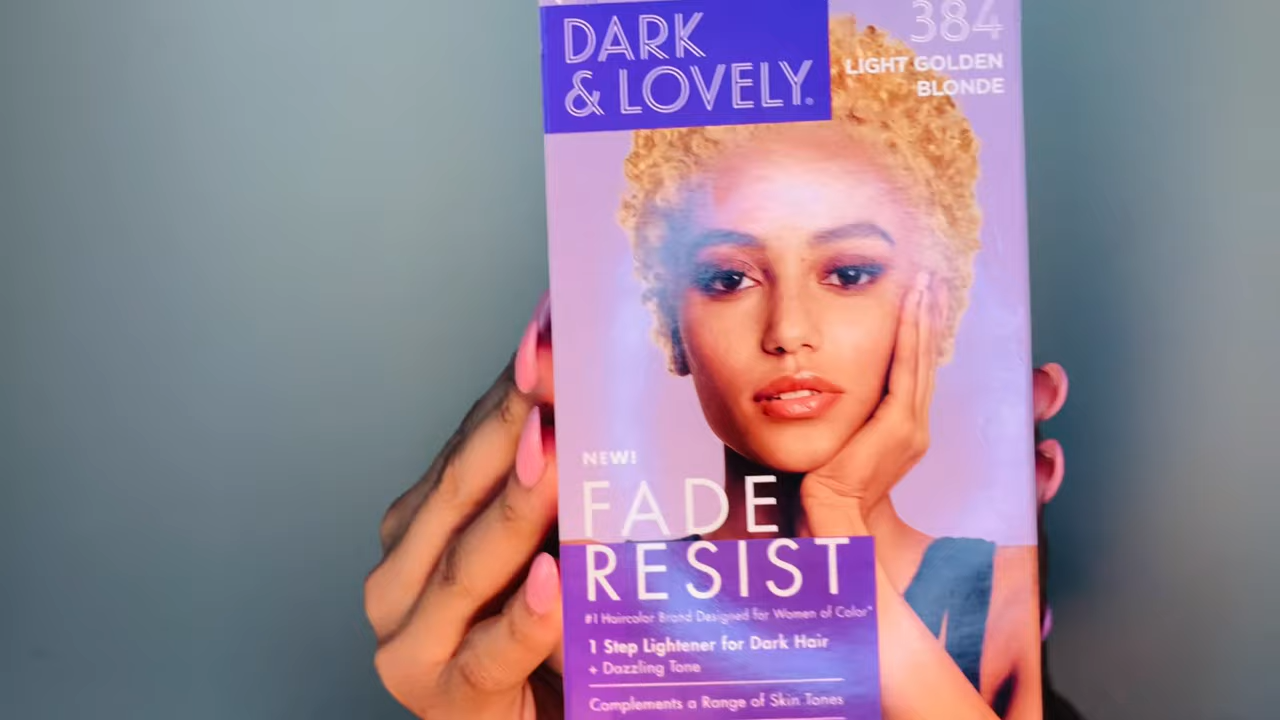 DARK
& LOVELY.
384
LIGHT GOLDEN
BLONDE
NEW!
FADE
RESIST
#1 Haircolor Brand Designed for Women of Color*
1 Step Lightener for Dark Hair
+ Dazzling Tone
Complements a Range of Skin Tones